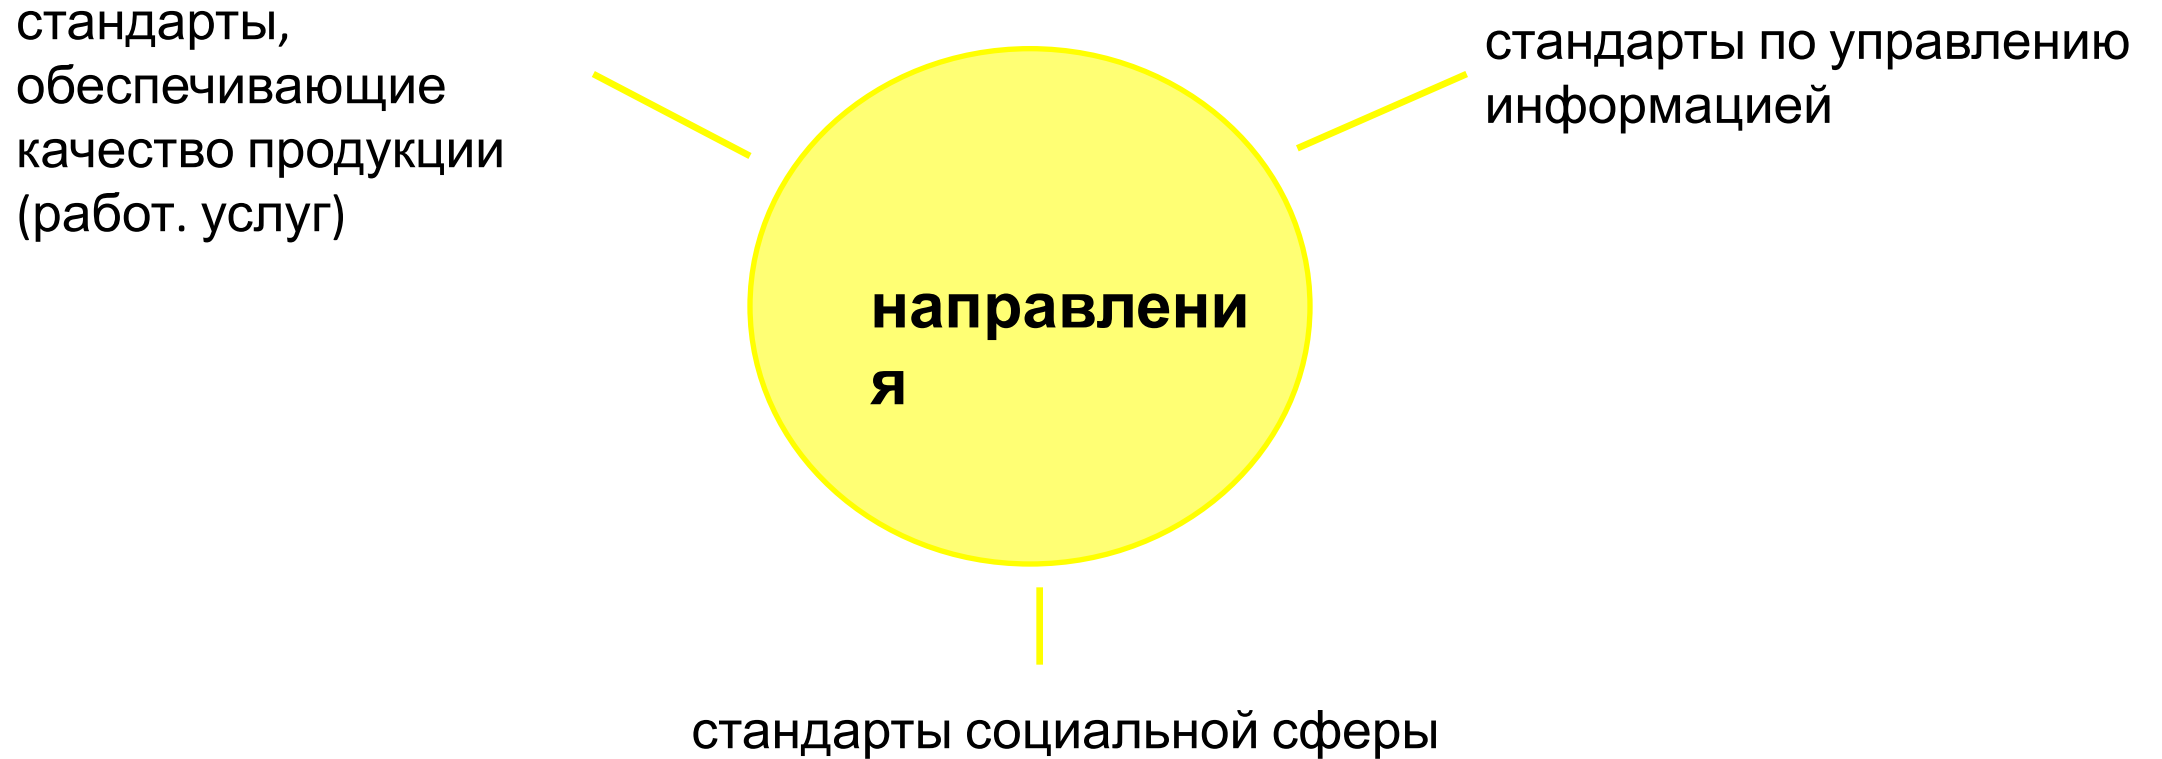 стандарты,
обеспечивающие
качество продукции
(работ. услуг)
стандарты по управлению
информацией
направлени
я
стандарты социальной сферы